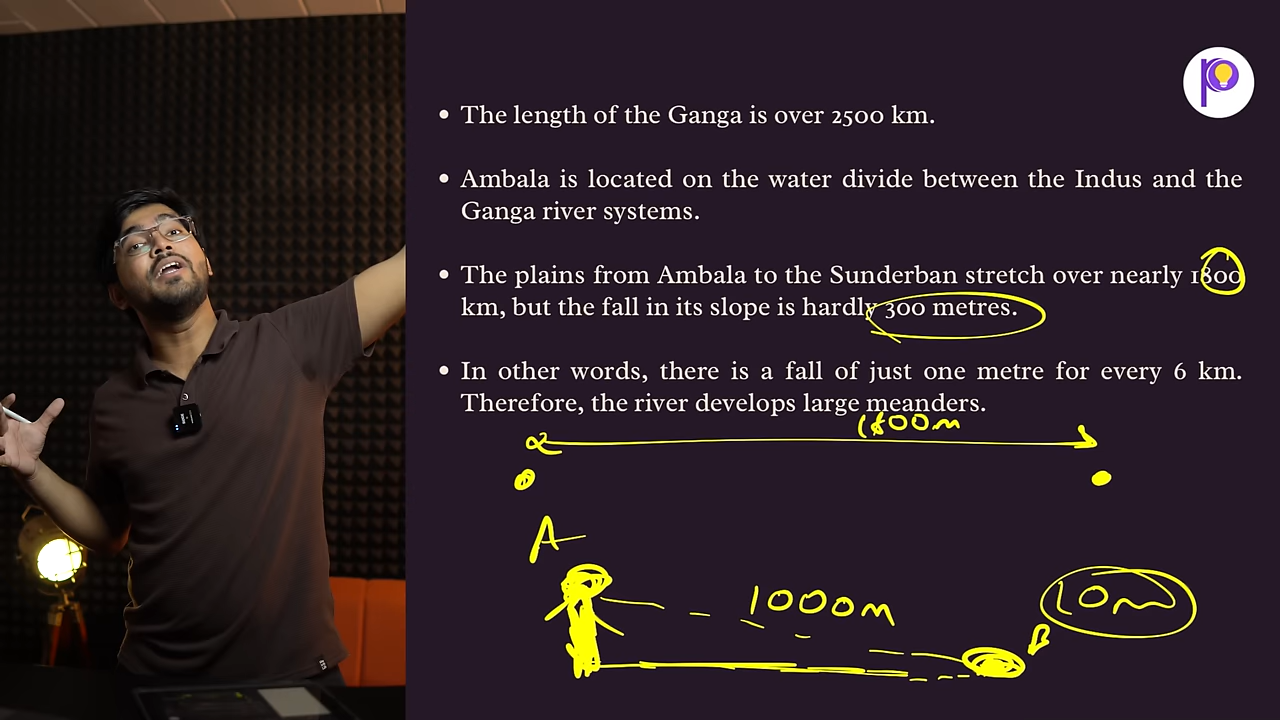 • The length of the Ganga is over 2500 km.
• Ambala is located on the water divide between the Indus and the
Ganga river systems.
• The plains from Ambala to the Sunderban stretch over nearly 1800
km, but the fall in its slope is hardly 300 metres.
• In other words, there is a fall of just one metre for every 6 km.
Therefore, the river develops large meanders.
1800m
A
1000m
10m